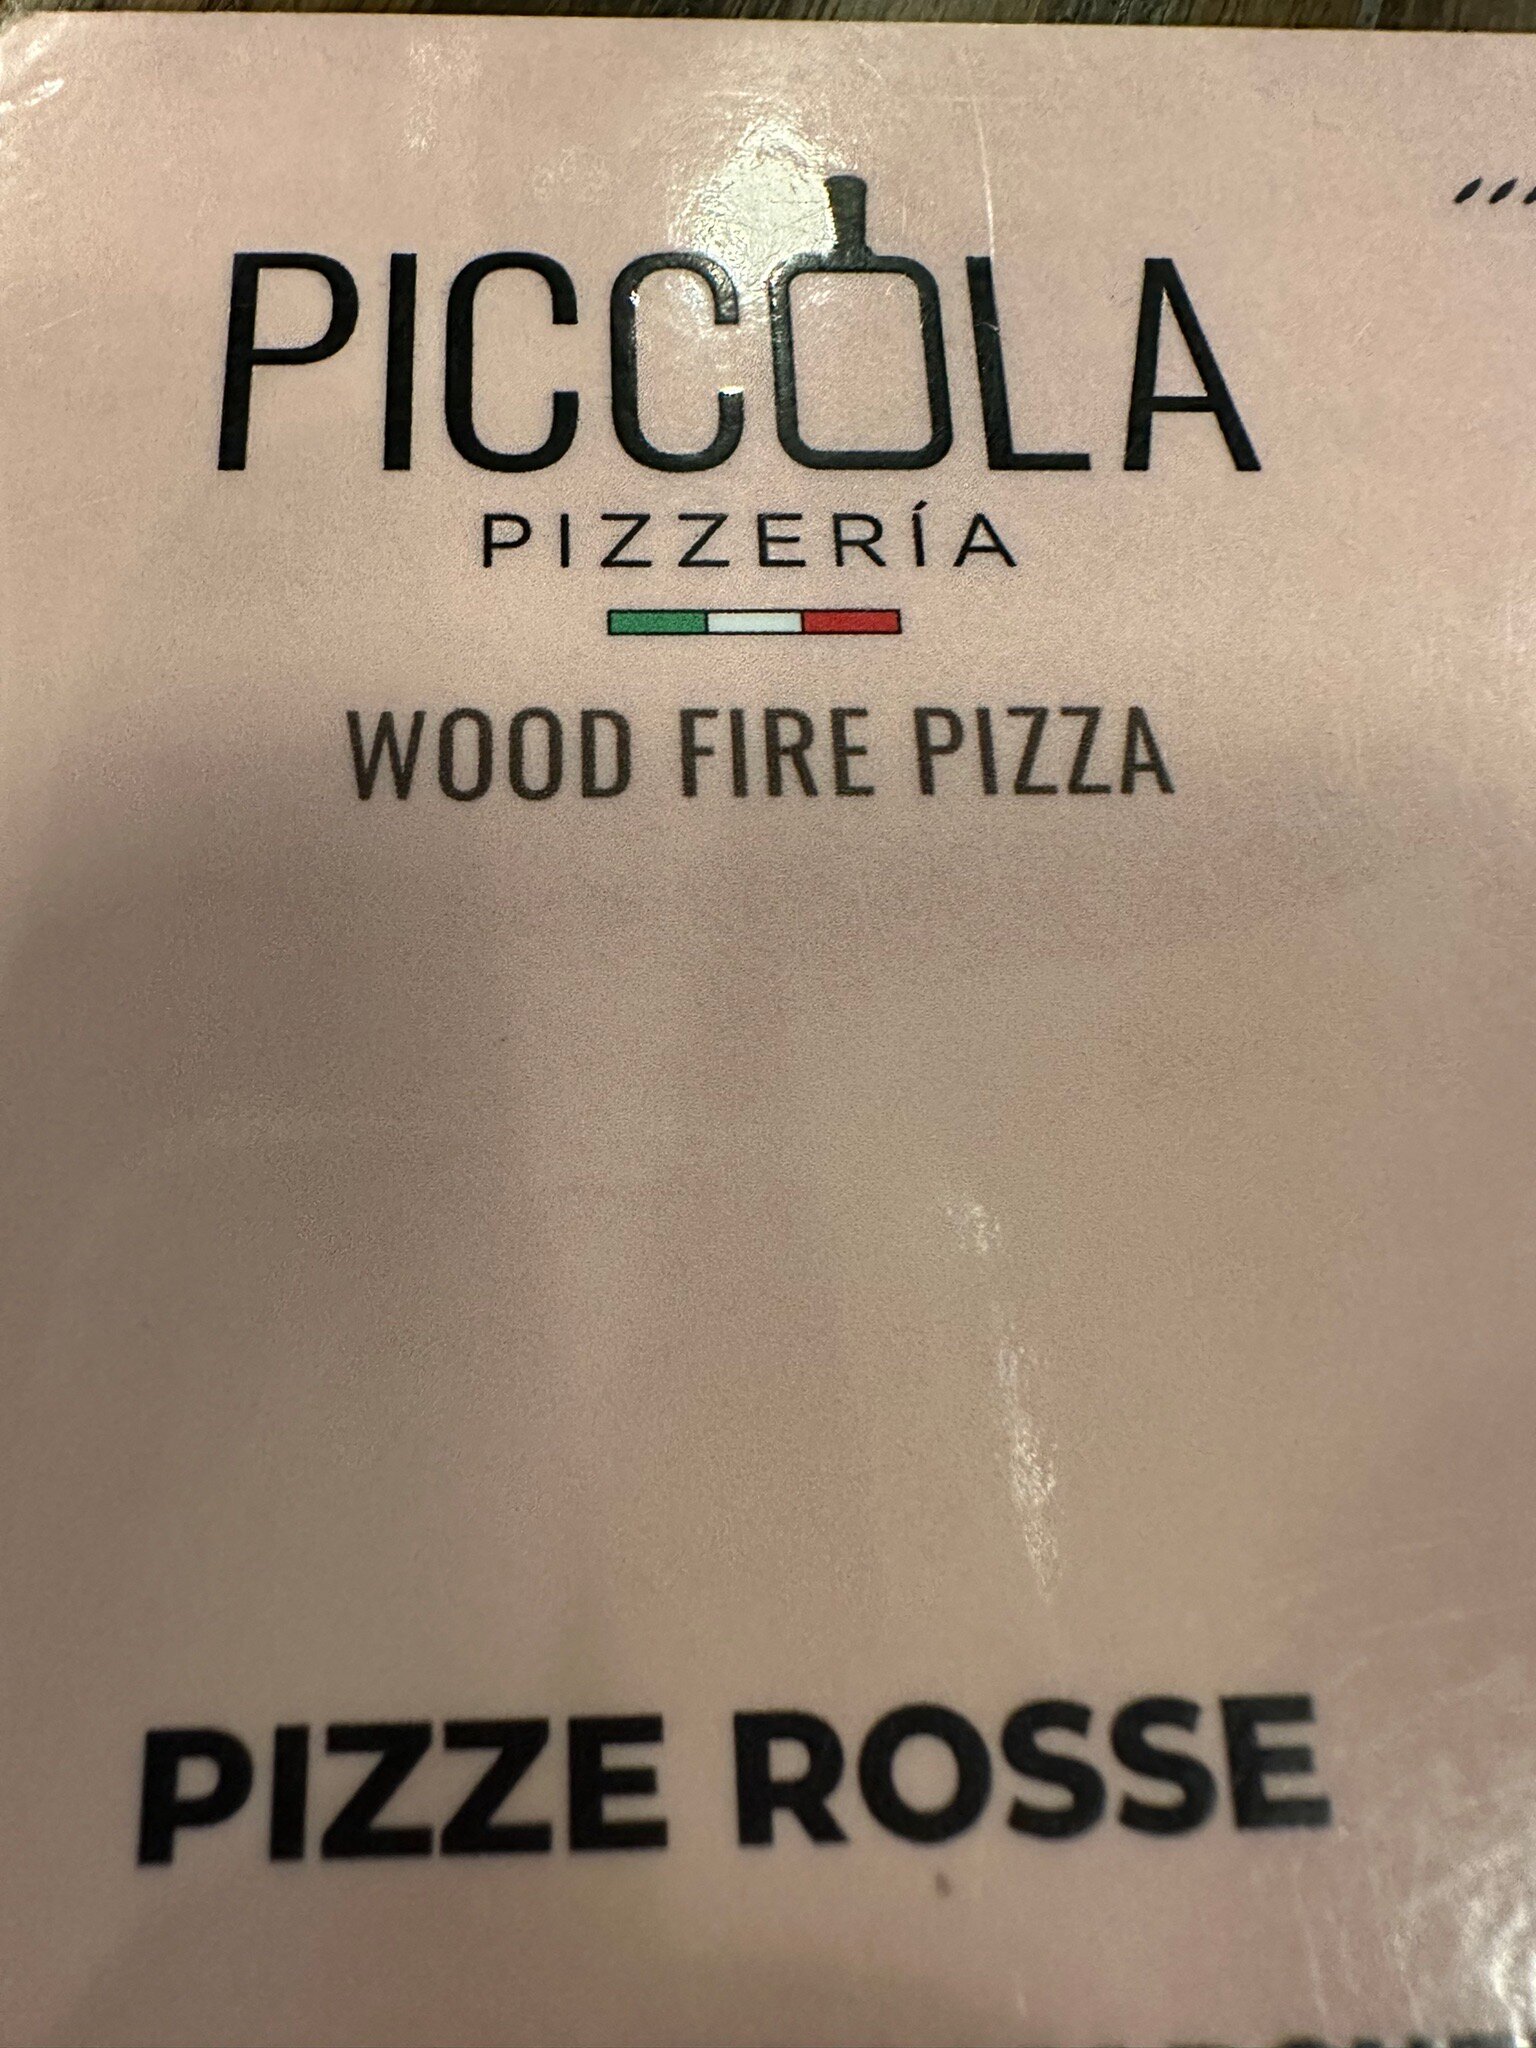 PICCOLA
PIZZERÍA
WOOD FIRE PIZZA
PIZZE ROSSE